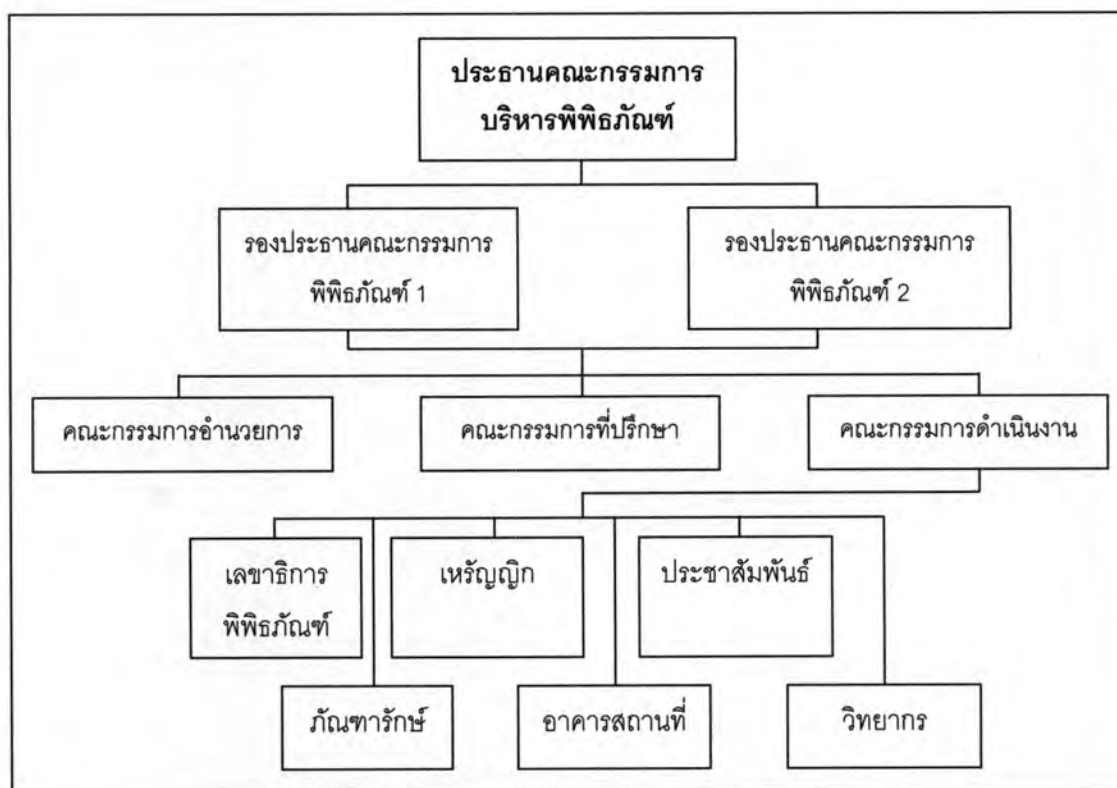 ประธานคณะกรรมการ
บริหารพิพิธภัณฑ์
รองประธานคณะกรรมการ
พิพิธภัณฑ์ 1
รองประธานคณะกรรมการ
พิพิธภัณฑ์ 2
คณะกรรมการอำนวยการ
คณะกรรมการที่ปรึกษา
คณะกรรมการดำเนินงาน
เลขาธิการ
พิพิธภัณฑ์
เหรัญญิก
ประชาสัมพันธ์
ภัณฑารักษ์
อาคารสถานที่
วิทยากร